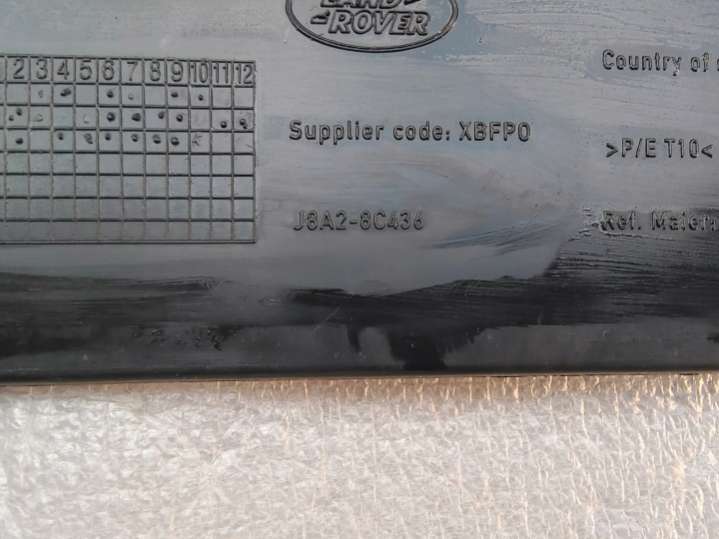 LAND
ROVER
2 3 4 5 6 7 8 9 10 11 12
Country of
Supplier code: XBFPO
>P/E T10<
J8A2-8C436
Ref. Mater